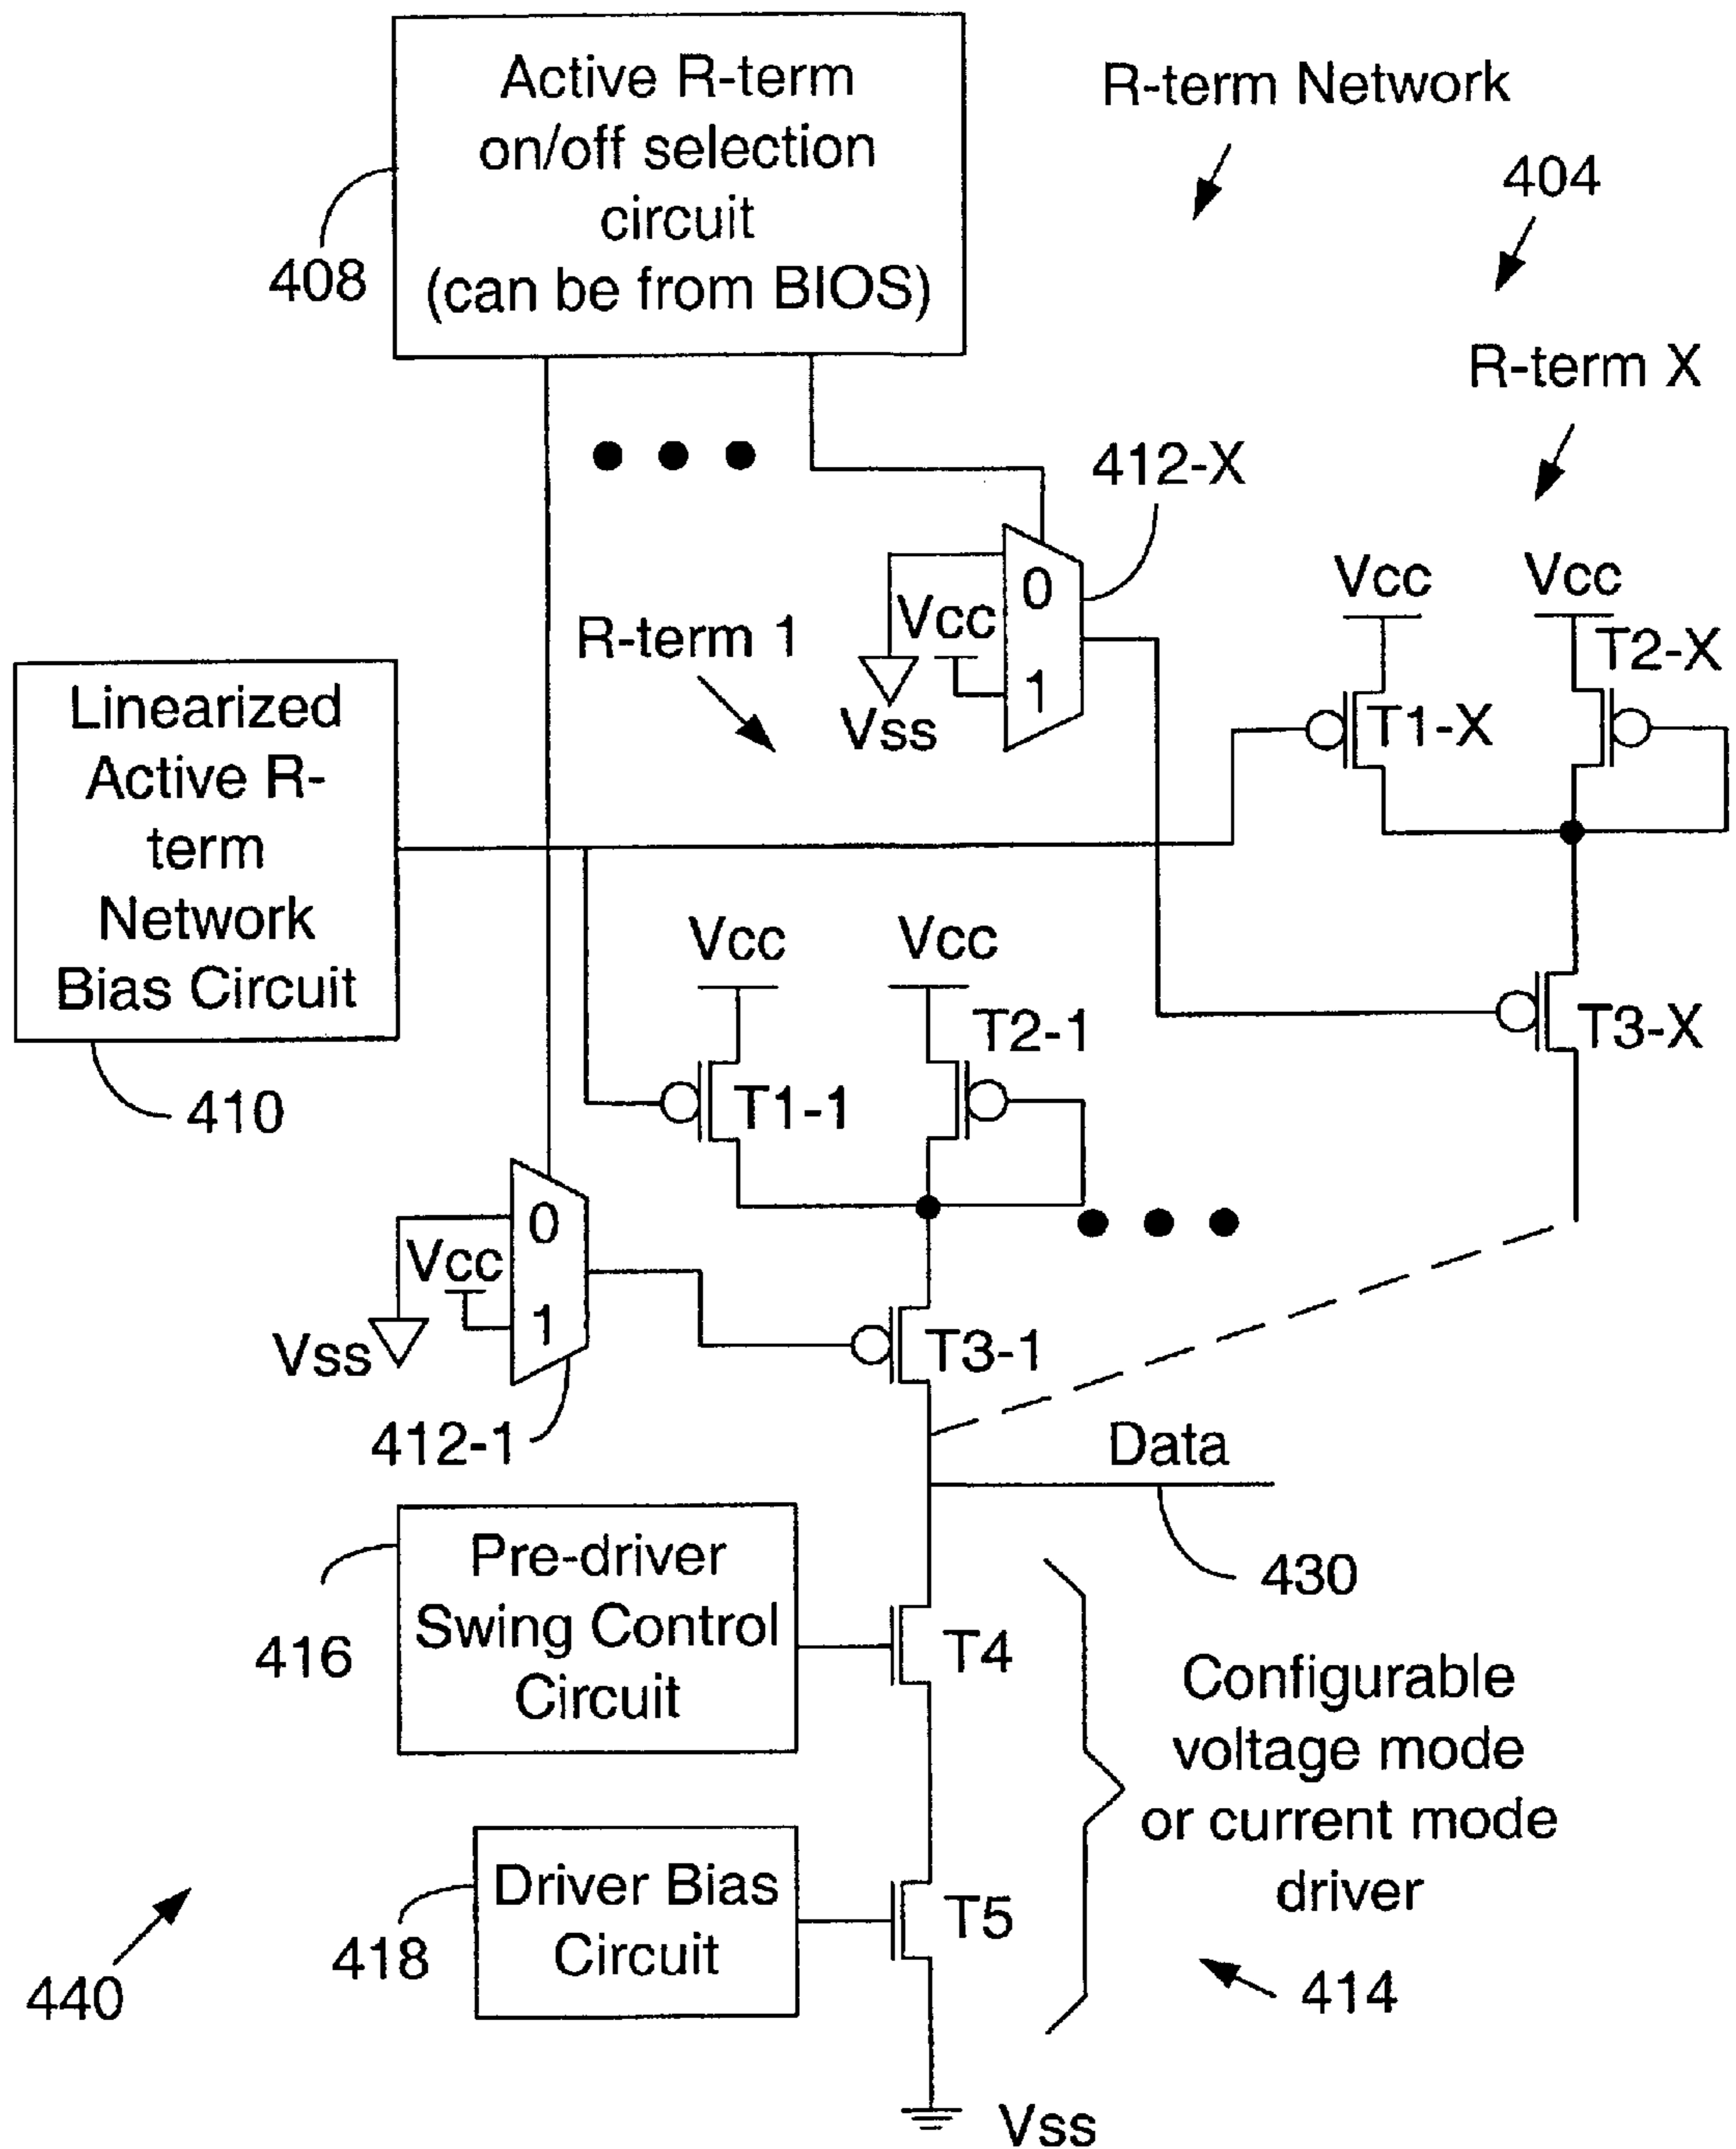 Active R-term
on/off selection
circuit
(can be from BIOS)
408
R-term Network
404
R-term X
412-X
0
Vcc
1
Vss
R-term 1
Vcc
Vcc
T2-X
T1-X
Linearized
Active R-
term
Network
Bias Circuit
410
Vcc
Vcc
T2-1
T1-1
T3-X
0
Vcc
1
Vss
T3-1
412-1
Data
430
Pre-driver
Swing Control
Circuit
416
T4
Configurable
voltage mode
or current mode
driver
Driver Bias
Circuit
418
T5
414
440
Vss